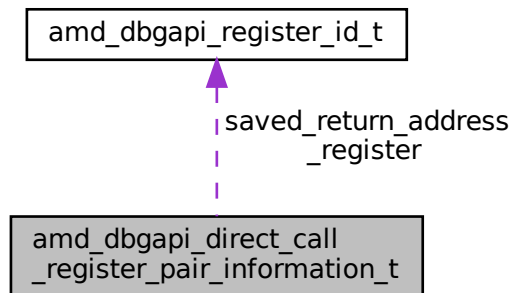 amd_dbgapi_register_id_t
saved_return_address
_register
amd_dbgapi_direct_call
_register_pair_information_t